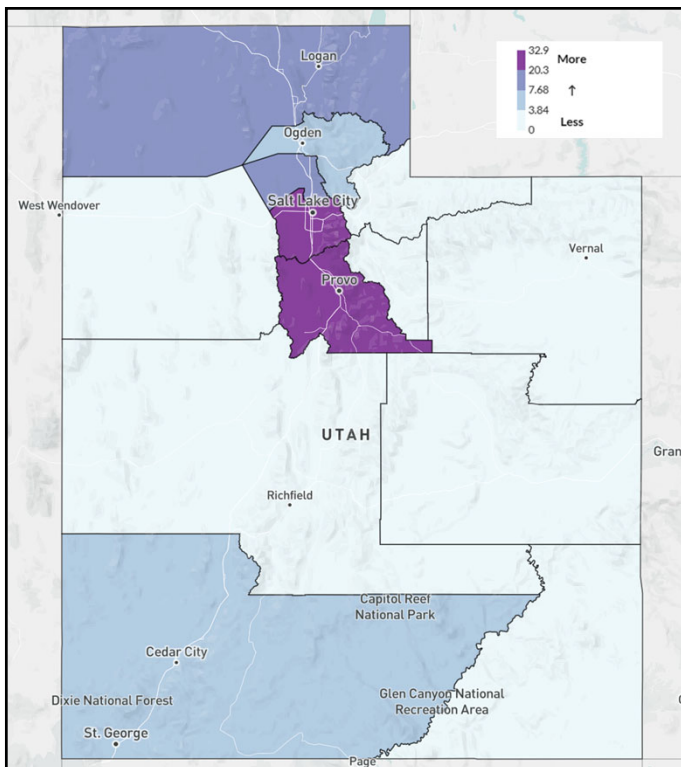 Logan
32.9 More
20.3
7.68 ↑
3.84
0 Less
Ogden
West Wendover
Salt Lake City
Vernal
Provo
UTAH
Gran
Richfield
Capitol Reef
National Park
Cedar City
Dixie National Forest
Glen Canyon National
Recreation Area
St. George
Page